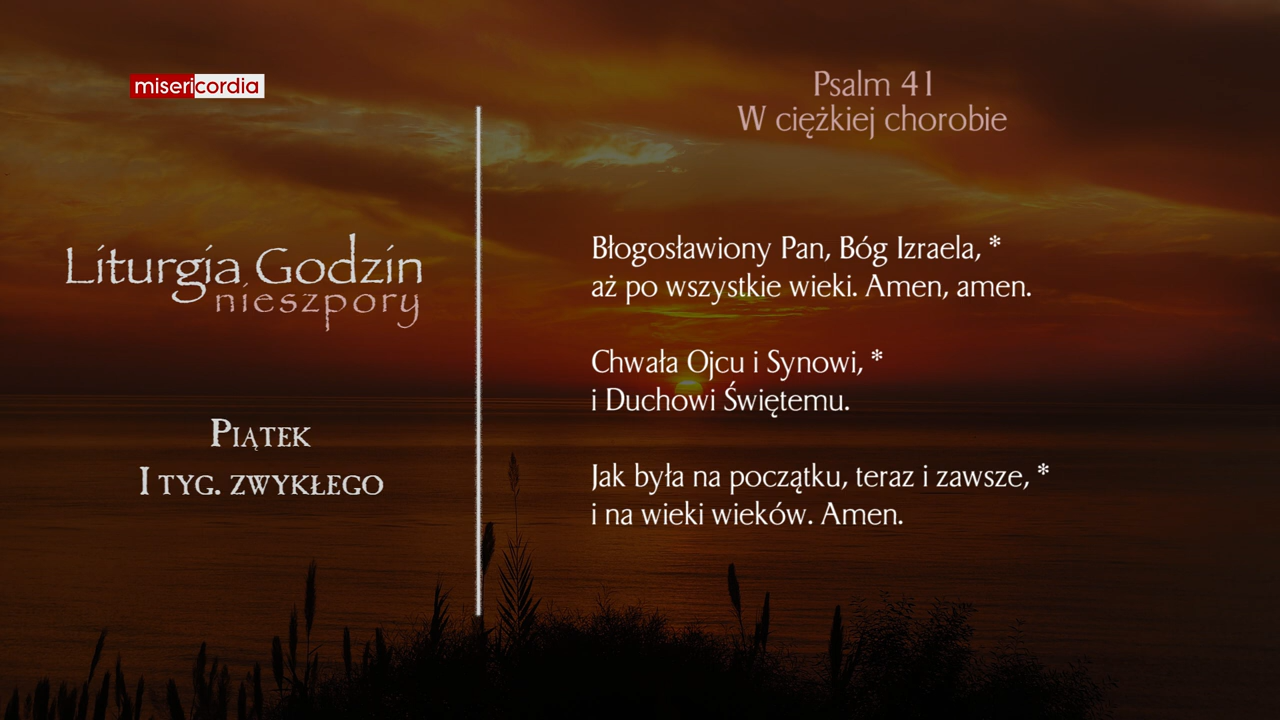 misericordia
Liturgia Godzin
nieszpory
Piątek
I tyg. zwykłego
Psalm 41
W ciężkiej chorobie
Błogosławiony Pan, Bóg Izraela, *
aż po wszystkie wieki. Amen, amen.
Chwała Ojcu i Synowi, *
i Duchowi Świętemu.
Jak była na początku, teraz i zawsze, *
i na wieki wieków. Amen.